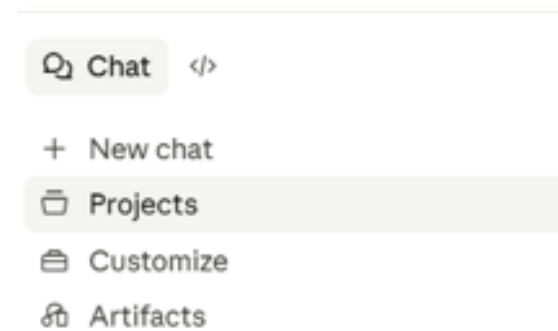 Chat </>
+ New chat
Projects
Customize
Artifacts